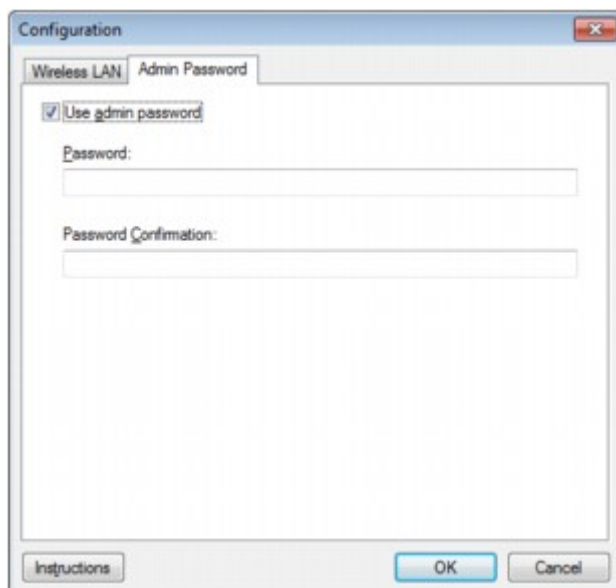 Configuration
Wireless LAN Admin Password
Use admin password
Password:
Password Confirmation:
Instructions OK Cancel